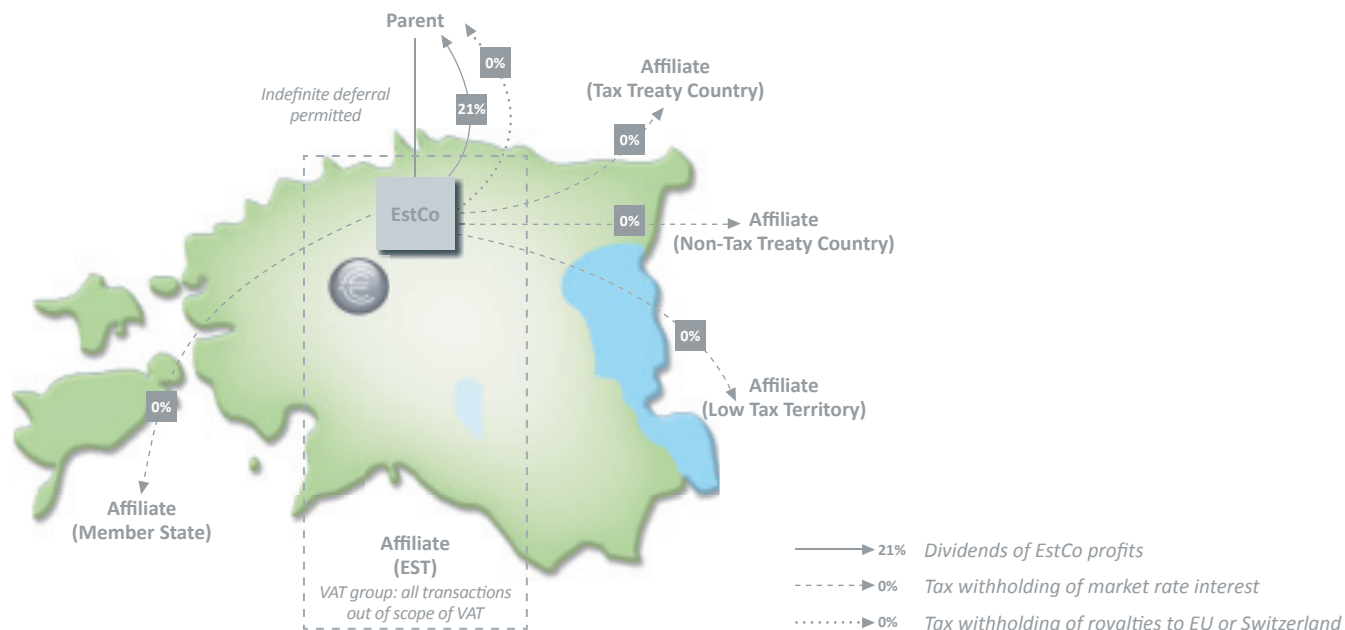 Parent
0%
Indefinite deferral
permitted
21%
Affiliate
(Tax Treaty Country)
0%
EstCo
0%
Affiliate
(Non-Tax Treaty Country)
€
0%
Affiliate
(Low Tax Territory)
0%
Affiliate
(Member State)
Affiliate
(EST)
VAT group: all transactions
out of scope of VAT
21% Dividends of EstCo profits
0% Tax withholding of market rate interest
0% Tax withholding of royalties to EU or Switzerland